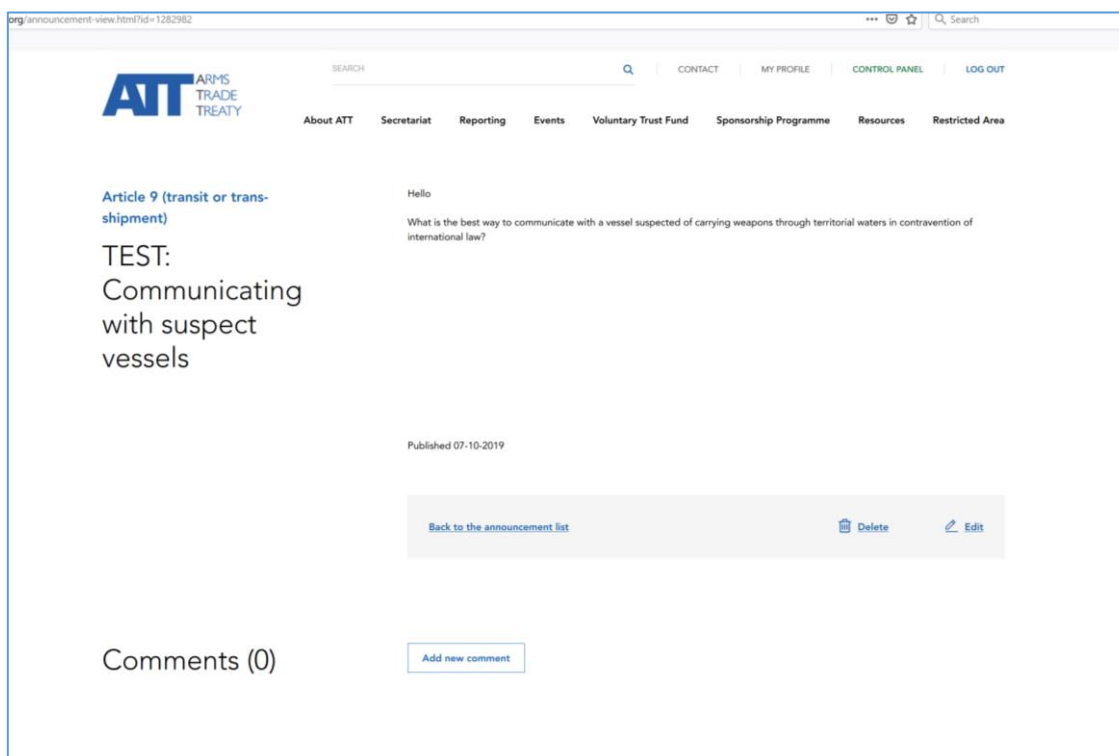 org/announcement-view.html?id=1282982
Search
ATT ARMS
TRADE
TREATY
SEARCH
CONTACT
MY PROFILE
CONTROL PANEL
LOG OUT
About ATT
Secretariat
Reporting
Events
Voluntary Trust Fund
Sponsorship Programme
Resources
Restricted Area
Article 9 (transit or trans-
shipment)
TEST:
Communicating
with suspect
vessels
Hello
What is the best way to communicate with a vessel suspected of carrying weapons through territorial waters in contravention of
international law?
Published 07-10-2019
Back to the announcement list
Delete
Edit
Comments (0)
Add new comment